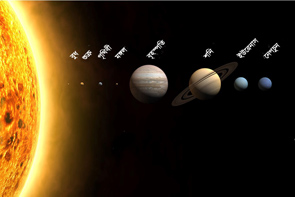 বুধ
শুক্র
পৃথিবী
মঙ্গল
বৃহস্পতি
শনি
ইউরেনাস
নেপচুন